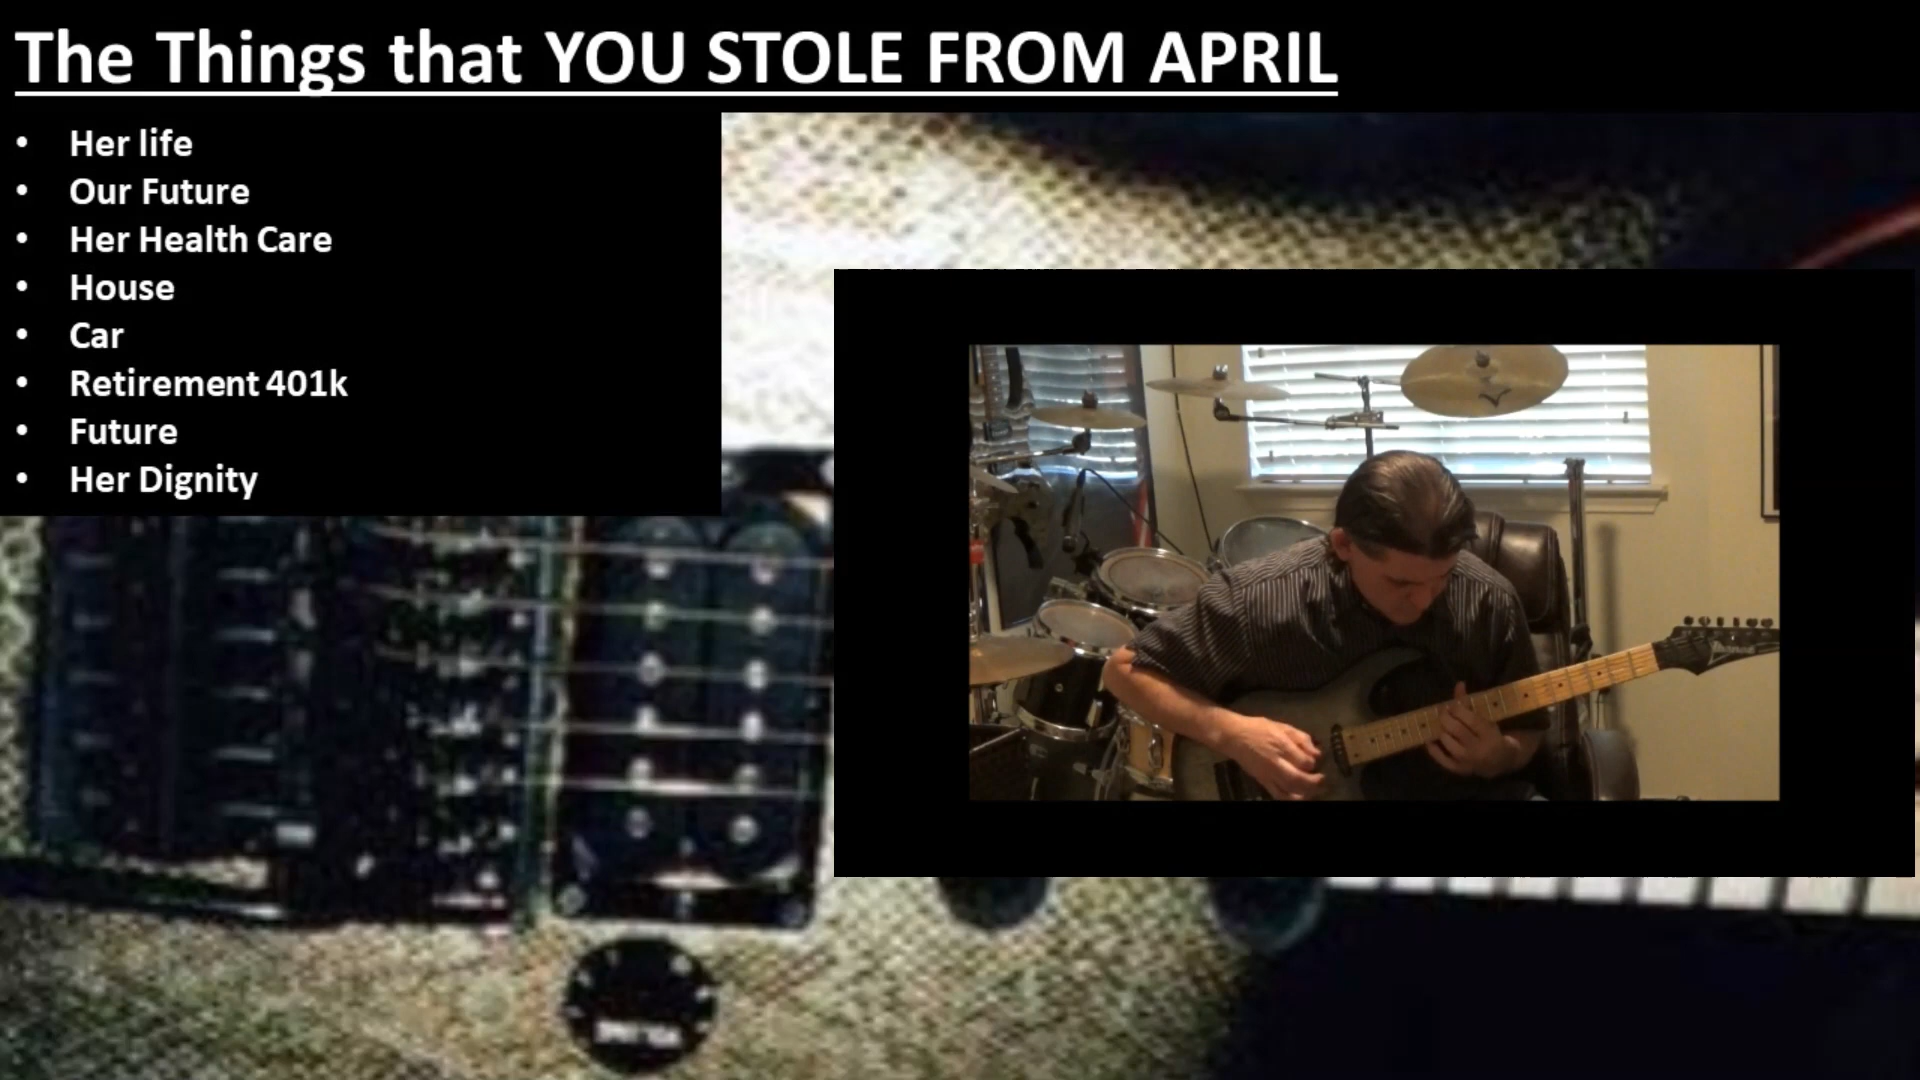 The Things that YOU STOLE FROM APRIL
• Her life
• Our Future
• Her Health Care
• House
• Car
• Retirement 401k
• Future
• Her Dignity
Ibanez